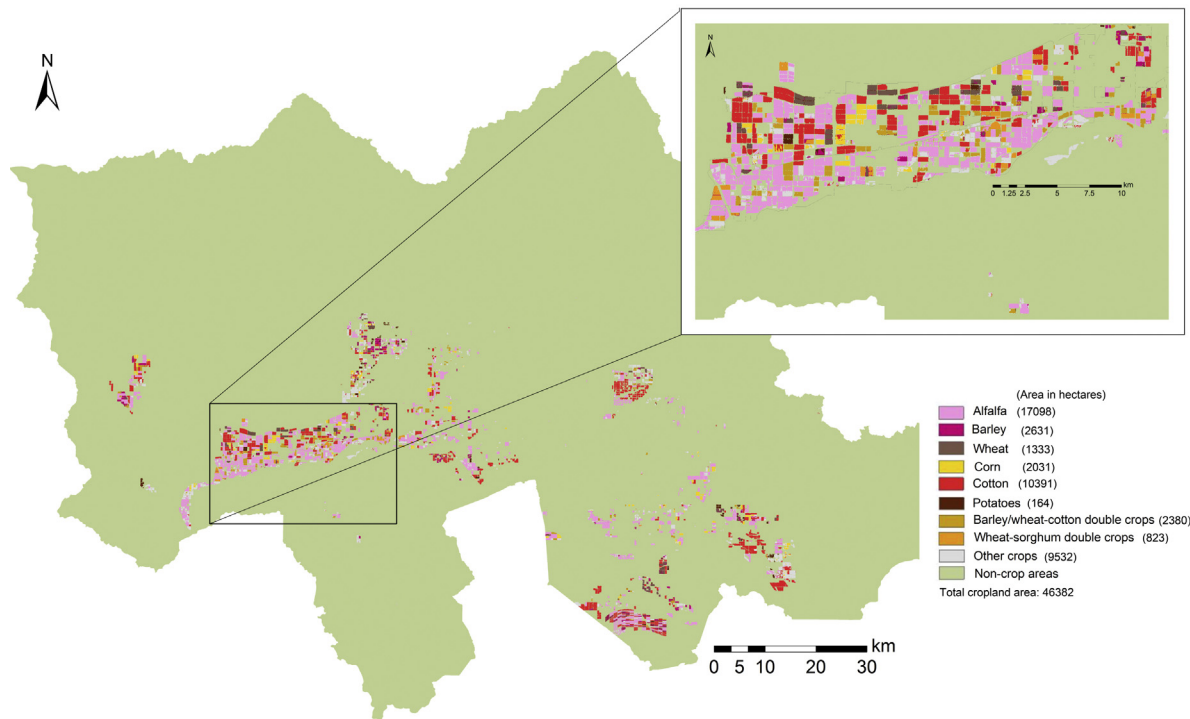 N
N
km
0 1.25 2.5 5 7.5 10
(Area in hectares)
Alfalfa (17098)
Barley (2631)
Wheat (1333)
Corn (2031)
Cotton (10391)
Potatoes (164)
Barley/wheat-cotton double crops (2380)
Wheat-sorghum double crops (823)
Other crops (9532)
Non-crop areas
Total cropland area: 46382
km
0 5 10 20 30